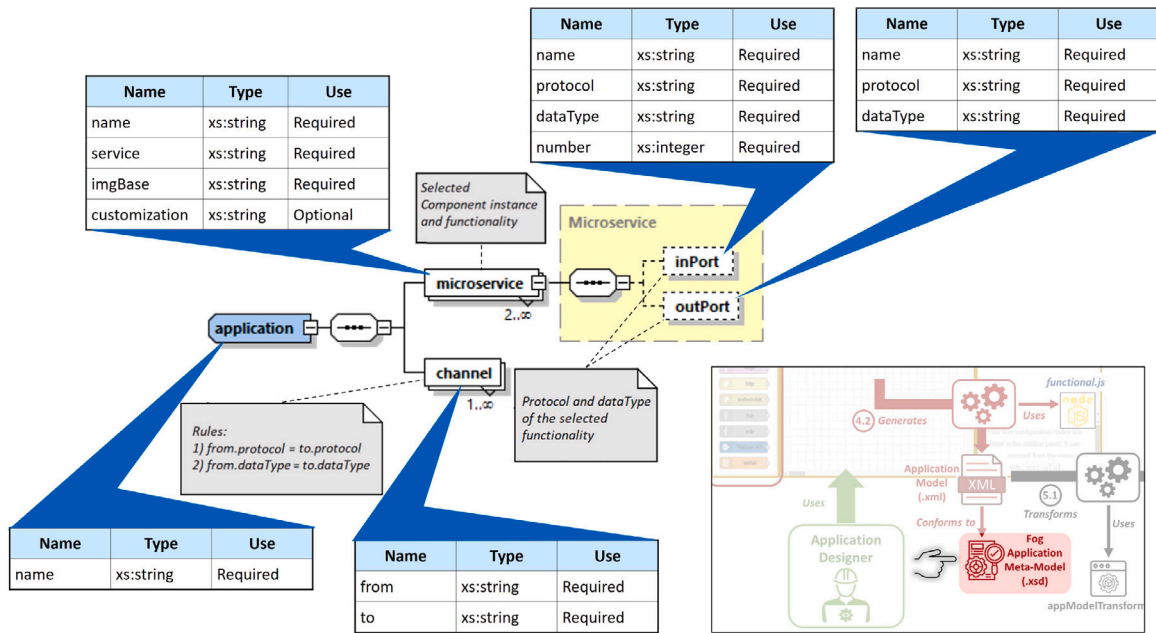 Name Type Use
name xs:string Required
service xs:string Required
imgBase xs:string Required
customization xs:string Optional
Name Type Use
name xs:string Required
protocol xs:string Required
dataType xs:string Required
number xs:integer Required
Name Type Use
name xs:string Required
protocol xs:string Required
dataType xs:string Required
Selected
Component instance
and functionality
Microservice
microservice
2..∞
inPort
outPort
application
channel
1..∞
Rules:
1) from.protocol = to.protocol
2) from.dataType = to.dataType
Protocol and dataType
of the selected
functionality
Name Type Use
name xs:string Required
Name Type Use
from xs:string Required
to xs:string Required
functional.js
node
JS
4.2 Generates
Uses
Application
Model
(.xml)
XML
5.1
Transforms
Uses
Conforms to
Uses
Application
Designer
Fog
Application
Meta-Model
(.xsd)
appModelTransform